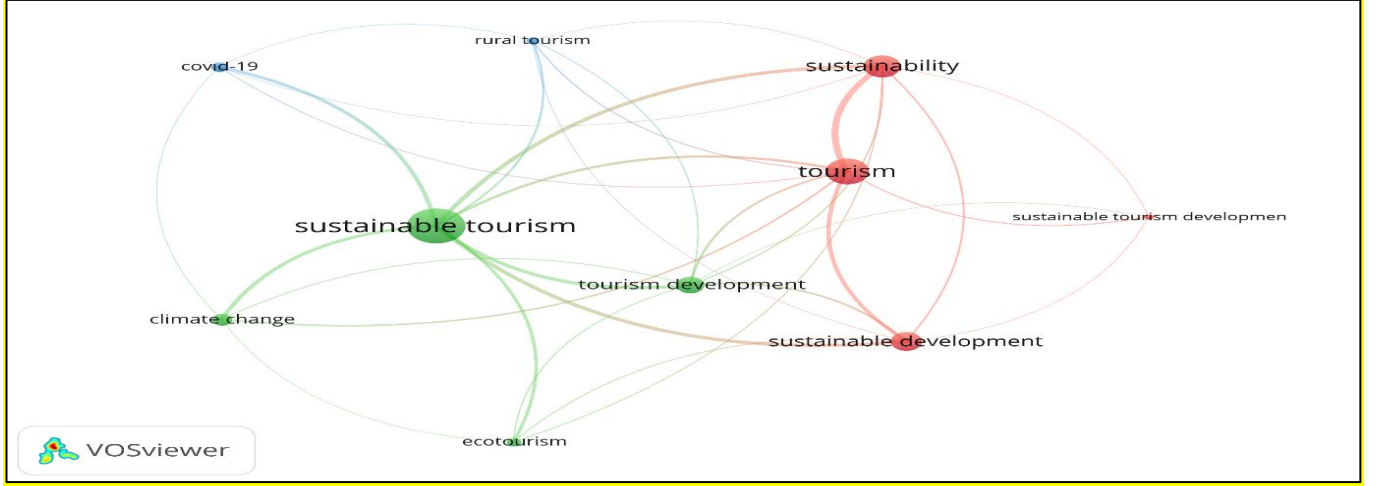 rural tourism
covid-19
sustainability
tourism
sustainable tourism developmen
sustainable tourism
tourism development
climate change
sustainable development
ecotourism
VOSviewer